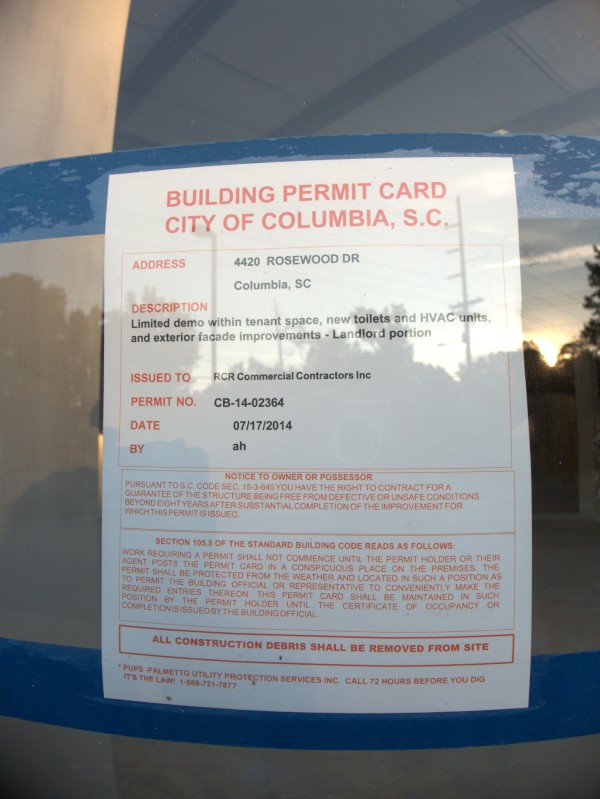 BUILDING PERMIT CARD
CITY OF COLUMBIA, S.C.
ADDRESS 4420 ROSEWOOD DR
Columbia, SC
DESCRIPTION
Limited demo within tenant space, new toilets and HVAC units,
and exterior facade improvements - Landlord portion
ISSUED TO RCR Commercial Contractors Inc
PERMIT NO. CB-14-02364
DATE 07/17/2014
BY ah
NOTICE TO OWNER OR POSSESSOR
PURSUANT TO S.C. CODE SEC. 15-3-640 YOU HAVE THE RIGHT TO CONTRACT FOR A
GUARANTEE OF THE STRUCTURE BEING FREE FROM DEFECTIVE OR UNSAFE CONDITIONS
BEYOND EIGHT YEARS AFTER SUBSTANTIAL COMPLETION OF THE IMPROVEMENT FOR
WHICH THIS PERMIT IS ISSUED.
SECTION 105.5 OF THE STANDARD BUILDING CODE READS AS FOLLOWS:
WORK REQUIRING A PERMIT SHALL NOT COMMENCE UNTIL THE PERMIT HOLDER OR THEIR
AGENT POSTS THE PERMIT CARD IN A CONSPICUOUS PLACE ON THE PREMISES. THE
PERMIT SHALL BE PROTECTED FROM THE WEATHER AND LOCATED IN SUCH A POSITION AS
TO PERMIT THE BUILDING OFFICIAL OR REPRESENTATIVE TO CONVENIENTLY MAKE THE
REQUIRED ENTRIES THEREON. THIS PERMIT CARD SHALL BE MAINTAINED IN SUCH
POSITION BY THE PERMIT HOLDER UNTIL THE CERTIFICATE OF OCCUPANCY OR
COMPLETION IS ISSUED BY THE BUILDING OFFICIAL.
ALL CONSTRUCTION DEBRIS SHALL BE REMOVED FROM SITE
* PUPS -PALMETTO UTILITY PROTECTION SERVICES INC. CALL 72 HOURS BEFORE YOU DIG
IT'S THE LAW! 1-888-721-7877